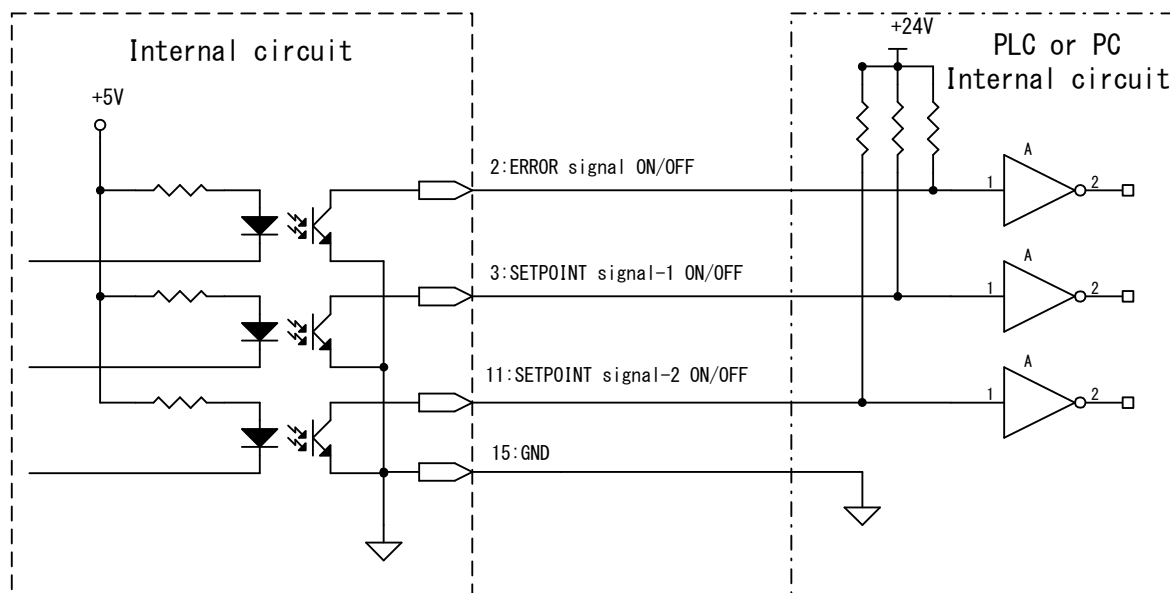 Internal circuit
+5V
+24V
PLC or PC
Internal circuit
2:ERROR signal ON/OFF
A
1
2
3:SETPOINT signal-1 ON/OFF
A
1
2
11:SETPOINT signal-2 ON/OFF
A
1
2
15:GND